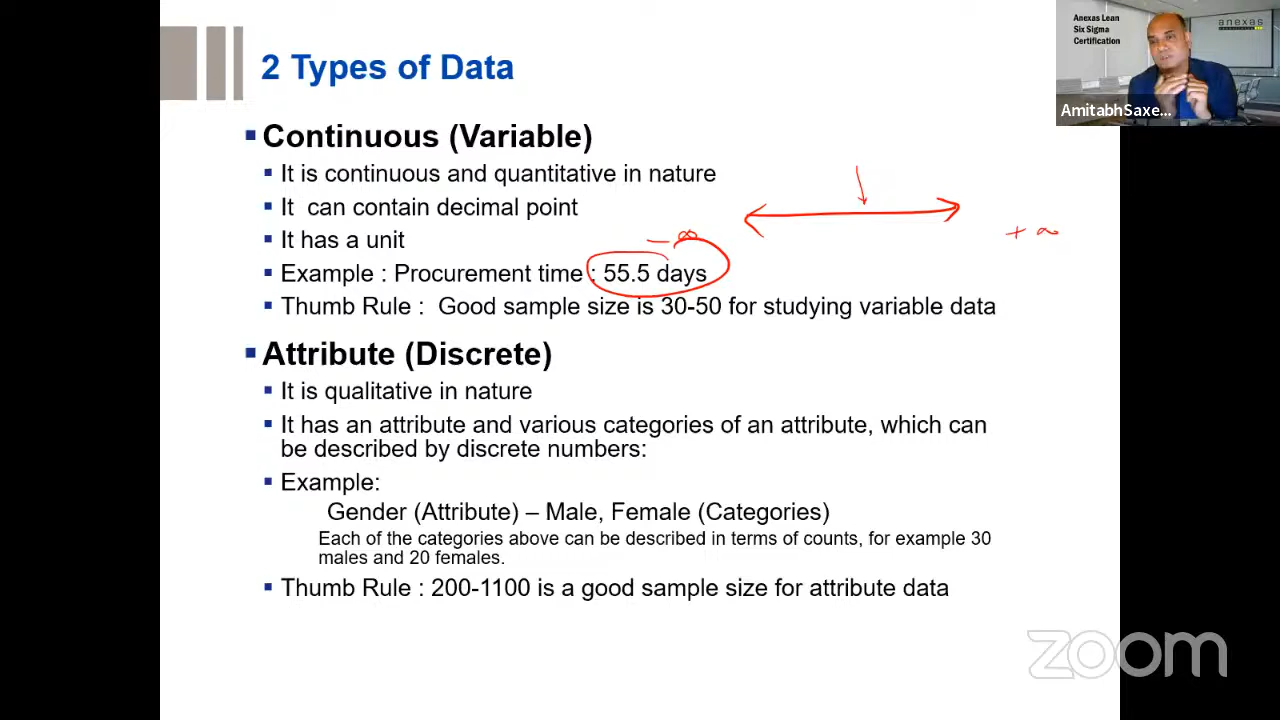 2 Types of Data
Anexas Lean
Six Sigma
Certification
anexas
AmitabhSaxe...
▪ Continuous (Variable)
▪ It is continuous and quantitative in nature
▪ It can contain decimal point
▪ It has a unit
− ∞
+ ∞
▪ Example : Procurement time : 55.5 days
▪ Thumb Rule : Good sample size is 30-50 for studying variable data
▪ Attribute (Discrete)
▪ It is qualitative in nature
▪ It has an attribute and various categories of an attribute, which can
be described by discrete numbers:
▪ Example:
Gender (Attribute) – Male, Female (Categories)
Each of the categories above can be described in terms of counts, for example 30
males and 20 females.
▪ Thumb Rule : 200-1100 is a good sample size for attribute data
zoom